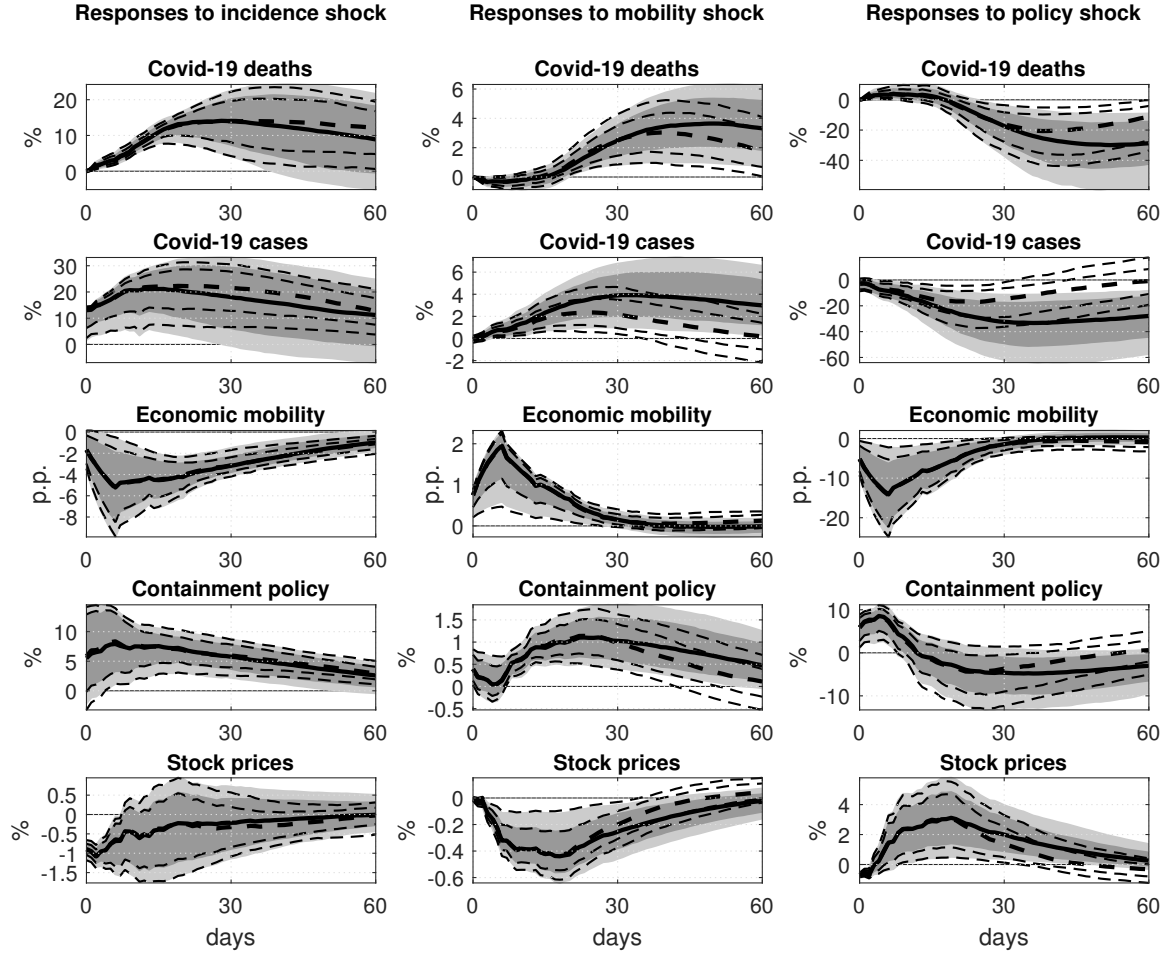 Responses to incidence shock Responses to mobility shock Responses to policy shock
Covid-19 deaths Covid-19 deaths Covid-19 deaths
20
10
0
%
0 30 60
6
4
2
0
%
0 30 60
0
-20
-40
%
0 30 60
Covid-19 cases Covid-19 cases Covid-19 cases
30
20
10
0
%
0 30 60
6
4
2
0
-2
%
0 30 60
0
-20
-40
-60
%
0 30 60
Economic mobility Economic mobility Economic mobility
0
-2
-4
-6
-8
p.p.
0 30 60
2
1
0
0 30 60
0
-10
-20
0 30 60
Containment policy Containment policy Containment policy
10
5
0
%
0 30 60
1.5
1
0.5
0
-0.5
%
0 30 60
10
0
-10
%
0 30 60
Stock prices Stock prices Stock prices
0.5
0
-0.5
-1
-1.5
%
0 30 60
days
0
-0.2
-0.4
-0.6
%
0 30 60
days
4
2
0
%
0 30 60
days